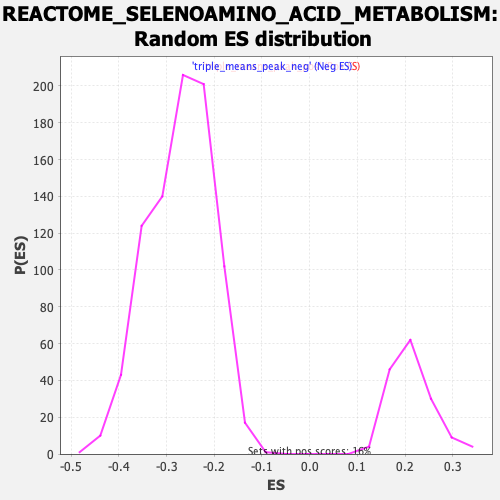 REACTOME_SELENOAMINO_ACID_METABOLISM:
Random ES distribution
'triple_means_peak_neg' (Neg ES)
200
180
160
140
120
100
80
60
40
20
0
P(ES)
Sets with pos scores: 16%
-0.5 -0.4 -0.3 -0.2 -0.1 0.0 0.1 0.2 0.3
ES